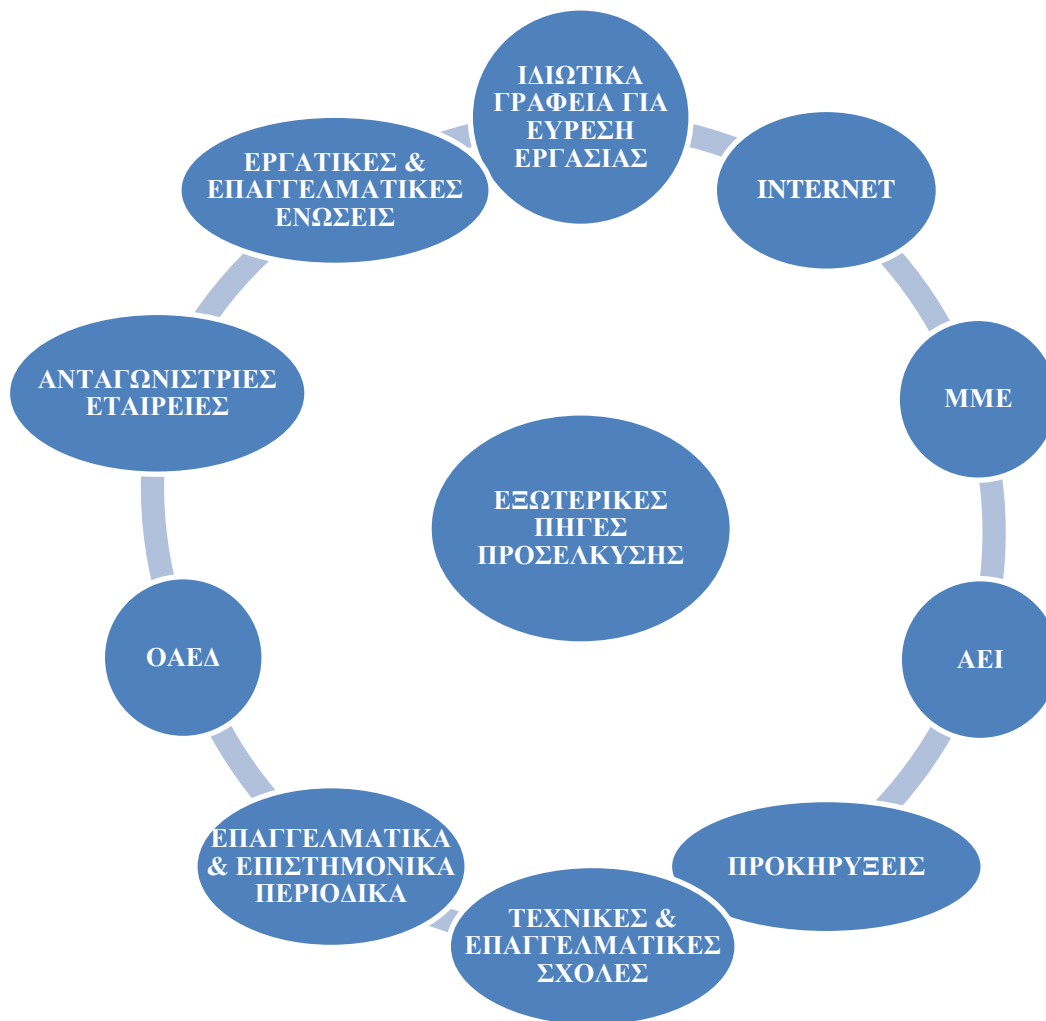 ΙΔΙΩΤΙΚΑ
ΓΡΑΦΕΙΑ ΓΙΑ
ΕΥΡΕΣΗ
ΕΡΓΑΣΙΑΣ
INTERNET
ΜΜΕ
ΑΕΙ
ΠΡΟΚΗΡΥΞΕΙΣ
ΤΕΧΝΙΚΕΣ &
ΕΠΑΓΓΕΛΜΑΤΙΚΕΣ
ΣΧΟΛΕΣ
ΕΠΑΓΓΕΛΜΑΤΙΚΑ
& ΕΠΙΣΤΗΜΟΝΙΚΑ
ΠΕΡΙΟΔΙΚΑ
ΟΑΕΔ
ΑΝΤΑΓΩΝΙΣΤΡΙΕΣ
ΕΤΑΙΡΕΙΕΣ
ΕΡΓΑΤΙΚΕΣ &
ΕΠΑΓΓΕΛΜΑΤΙΚΕΣ
ΕΝΩΣΕΙΣ
ΕΞΩΤΕΡΙΚΕΣ
ΠΗΓΕΣ
ΠΡΟΣΕΛΚΥΣΗΣ